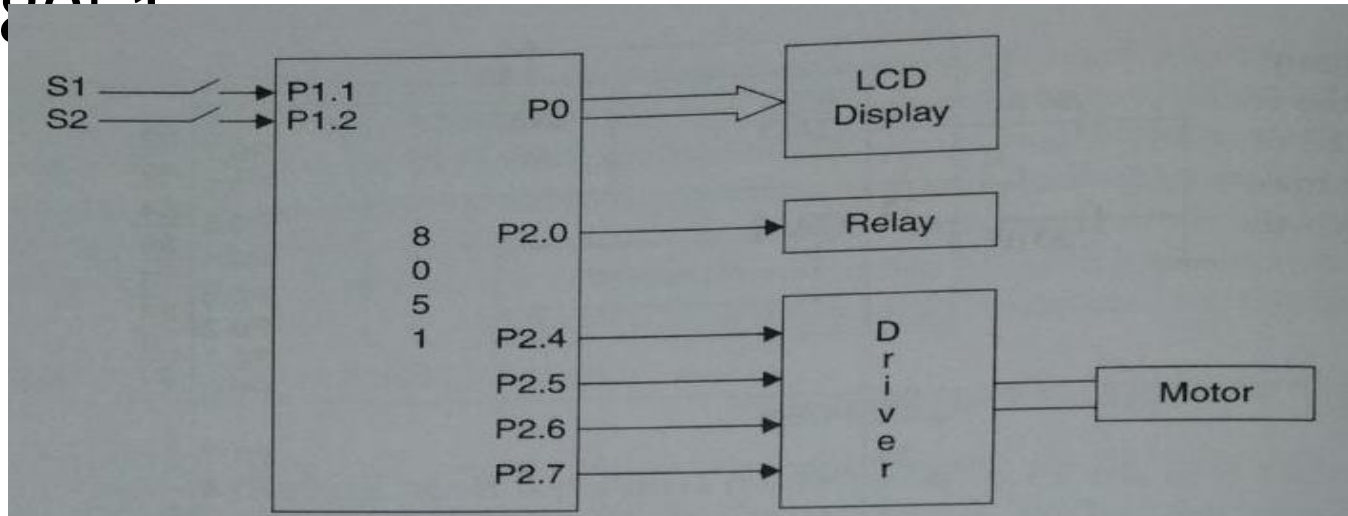 S1
S2
P1.1
P1.2
P0
LCD
Display
8
0
5
1
P2.0
Relay
P2.4
P2.5
P2.6
P2.7
D
r
i
v
e
r
Motor